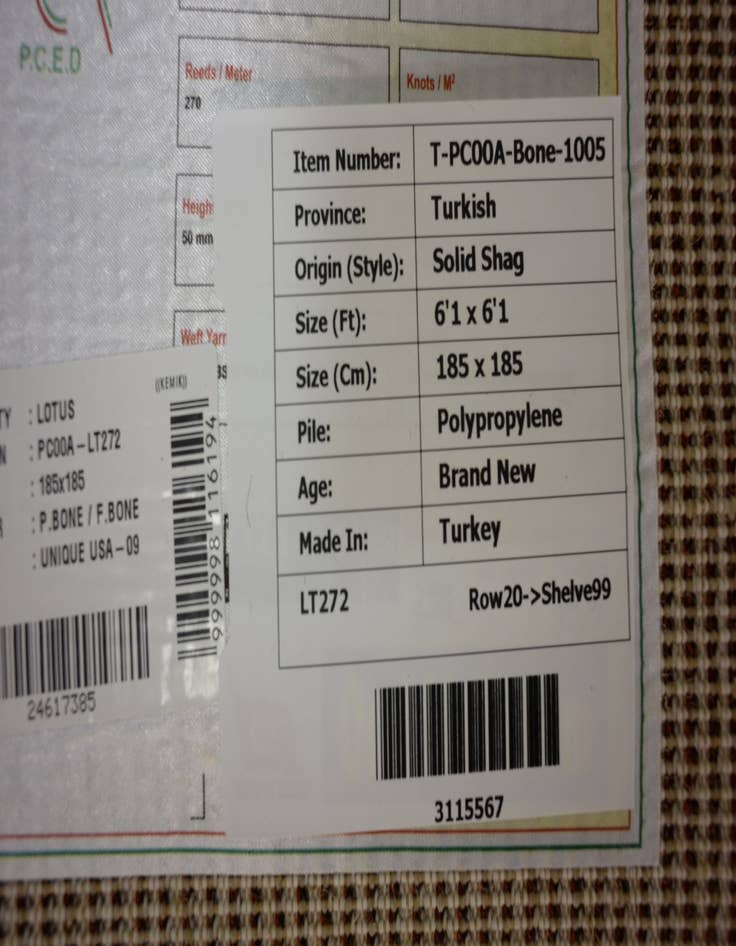 P.C.E.D
Reeds / Meter
270
Knots / M²
50 mm
Weft
Item Number: T-PC00A-Bone-1005
Province: Turkish
Origin (Style): Solid Shag
Size (Ft): 6'1 x 6'1
Size (Cm): 185 x 185
Pile: Polypropylene
Age: Brand New
Made In: Turkey
LT272 Row20->Shelve99
3115567
((KEMIK))
: LOTUS
: PC00A-LT272
: 185x185
: P.BONE / F.BONE
: UNIQUE USA-09
24617385
9999998116194